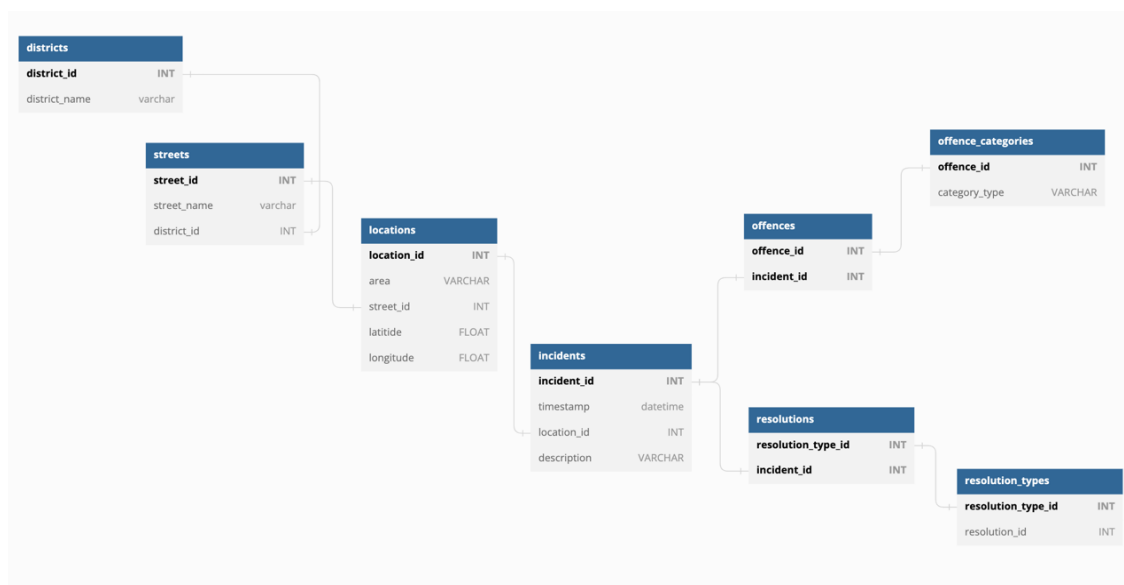 districts
district_id INT
district_name varchar
streets
street_id INT
street_name varchar
district_id INT
locations
location_id INT
area VARCHAR
street_id INT
latitide FLOAT
longitude FLOAT
incidents
incident_id INT
timestamp datetime
location_id INT
description VARCHAR
offences
offence_id INT
incident_id INT
offence_categories
offence_id INT
category_type VARCHAR
resolutions
resolution_type_id INT
incident_id INT
resolution_types
resolution_type_id INT
resolution_id INT